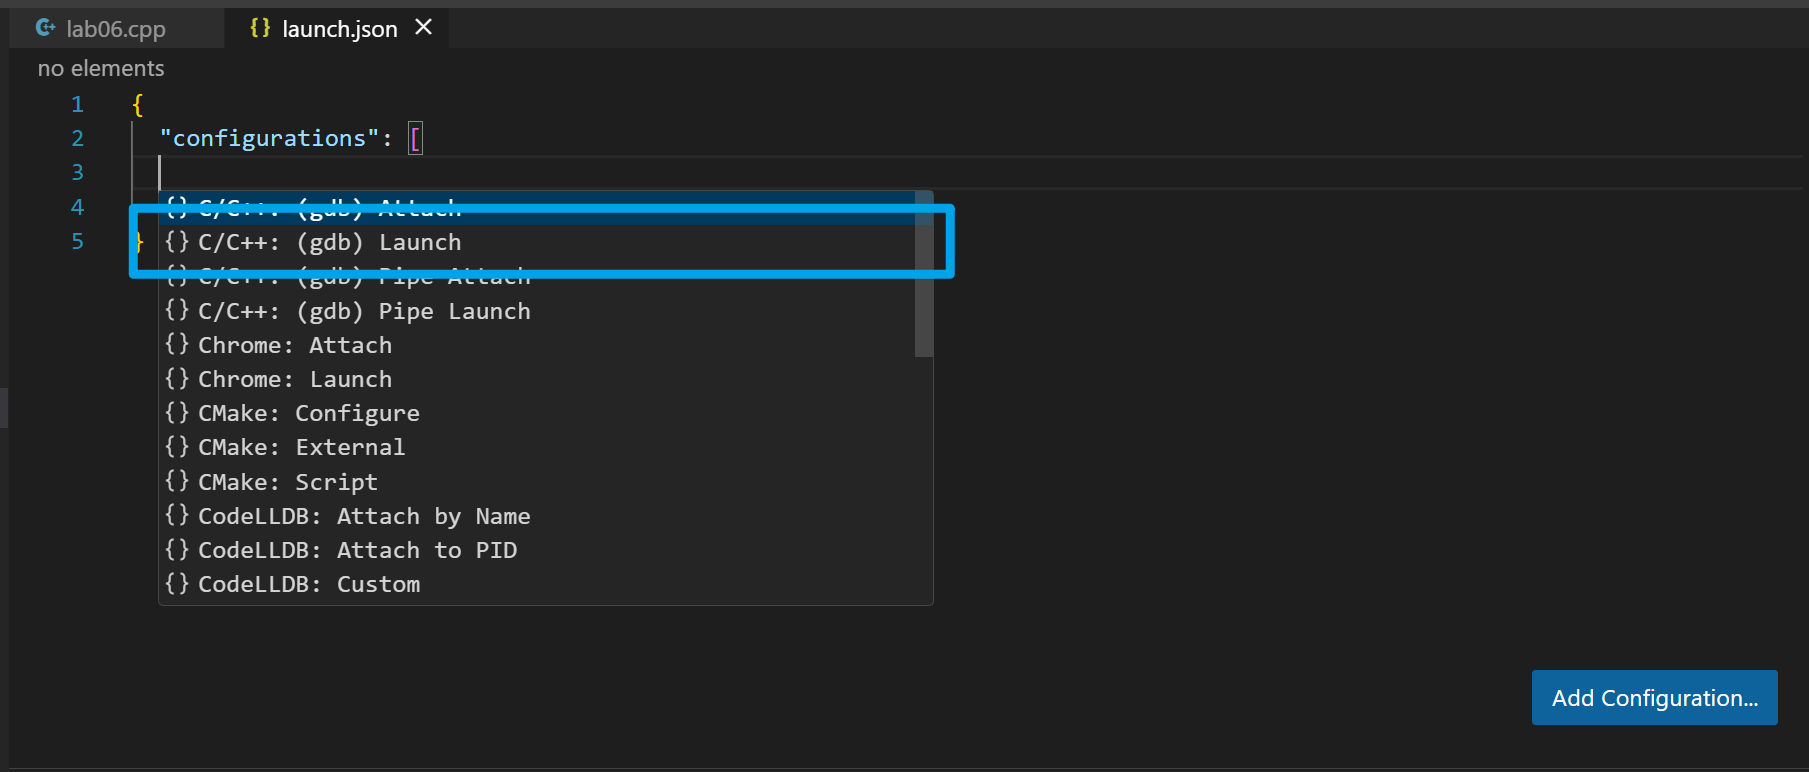 lab06.cpp
launch.json
no elements
1 {
2 "configurations": [
3
4
5 }
{} C/C++: (gdb) Attach
{} C/C++: (gdb) Launch
{} C/C++: (gdb) Pipe Attach
{} C/C++: (gdb) Pipe Launch
{} Chrome: Attach
{} Chrome: Launch
{} CMake: Configure
{} CMake: External
{} CMake: Script
{} CodeLLDB: Attach by Name
{} CodeLLDB: Attach to PID
{} CodeLLDB: Custom
Add Configuration...